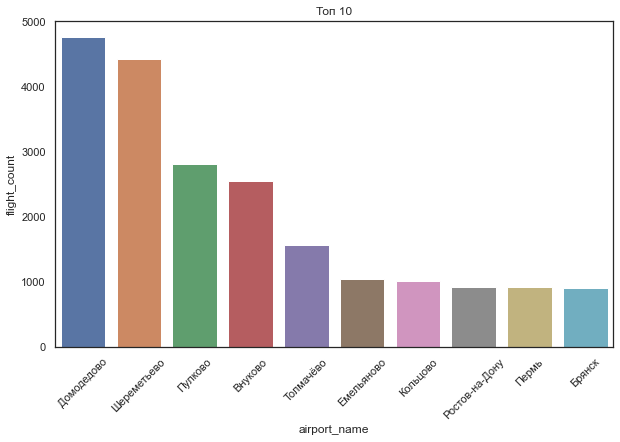 Топ 10
flight_count
5000
4000
3000
2000
1000
0
Домодедово
Шереметьево
Пулково
Внуково
Толмачёво
Емельяново
Кольцово
Ростов-на-Дону
Пермь
Брянск
airport_name